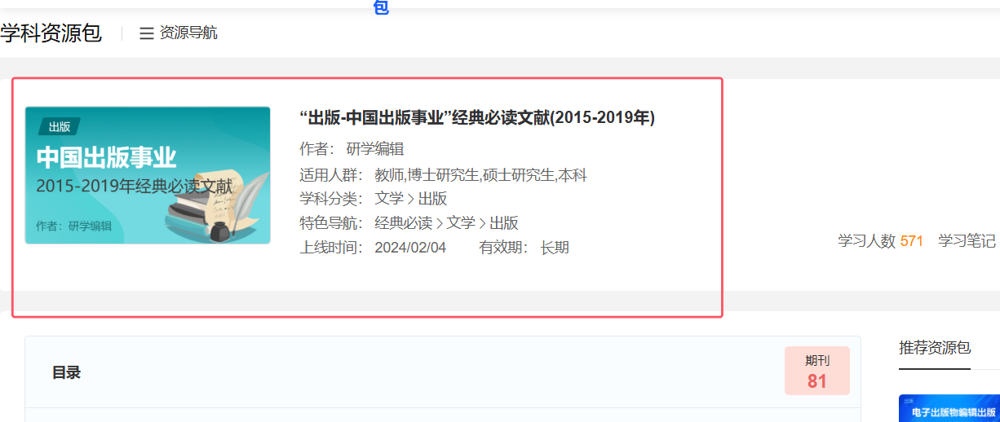 包
学科资源包
资源导航
出版
中国出版事业
2015-2019年经典必读文献
作者：研学编辑
“出版-中国出版事业”经典必读文献(2015-2019年)
作者： 研学编辑
适用人群： 教师,博士研究生,硕士研究生,本科
学科分类： 文学 > 出版
特色导航： 经典必读 > 文学 > 出版
上线时间： 2024/02/04 有效期： 长期
学习人数 571 学习笔记
目录
期刊
81
推荐资源包
出版
电子出版物编辑出版